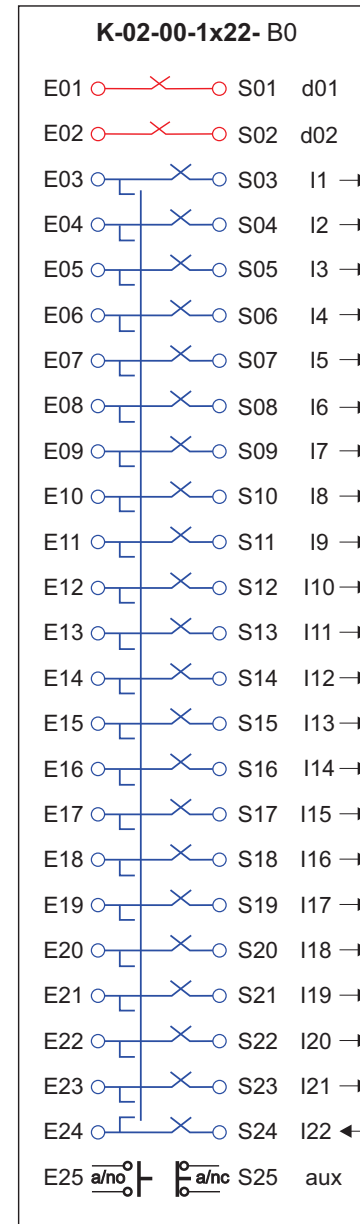 K-02-00-1x22- B0
E01 S01 d01
E02 S02 d02
E03 S03 I1
E04 S04 I2
E05 S05 I3
E06 S06 I4
E07 S07 I5
E08 S08 I6
E09 S09 I7
E10 S10 I8
E11 S11 I9
E12 S12 I10
E13 S13 I11
E14 S14 I12
E15 S15 I13
E16 S16 I14
E17 S17 I15
E18 S18 I16
E19 S19 I17
E20 S20 I18
E21 S21 I19
E22 S22 I20
E23 S23 I21
E24 S24 I22
E25 a/no a/nc S25 aux